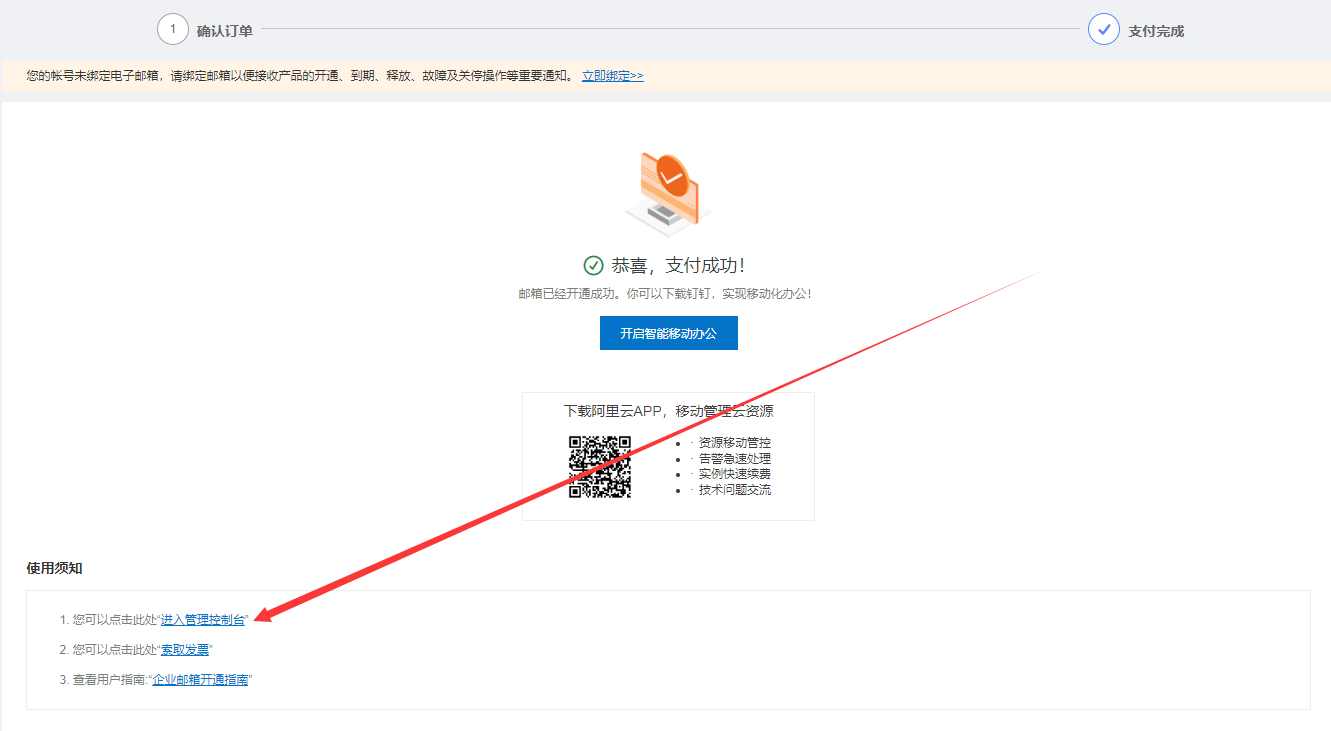 1 确认订单 支付完成
您的帐号未绑定电子邮箱，请绑定邮箱以便接收产品的开通、到期、释放、故障及关停操作等重要通知。 立即绑定>>
恭喜，支付成功！
邮箱已经开通成功。你可以下载钉钉，实现移动化办公！
开启智能移动办公
下载阿里云APP，移动管理云资源
· 资源移动管控
· 告警急速处理
· 实例快速续费
· 技术问题交流
使用须知
1. 您可以点击此处“进入管理控制台”
2. 您可以点击此处“索取发票”
3. 查看用户指南:“企业邮箱开通指南”